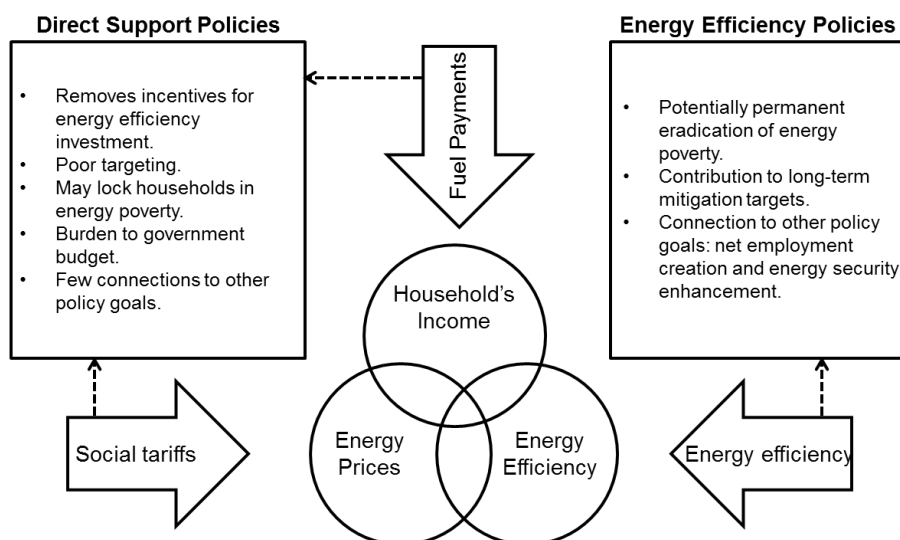 Direct Support Policies
• Removes incentives for
energy efficiency
investment.
• Poor targeting.
• May lock households in
energy poverty.
• Burden to government
budget.
• Few connections to other
policy goals.
Fuel Payments
Energy Efficiency Policies
• Potentially permanent
eradication of energy
poverty.
• Contribution to long-term
mitigation targets.
• Connection to other policy
goals: net employment
creation and energy security
enhancement.
Household's
Income
Social tariffs
Energy
Prices
Energy
Efficiency
Energy efficiency